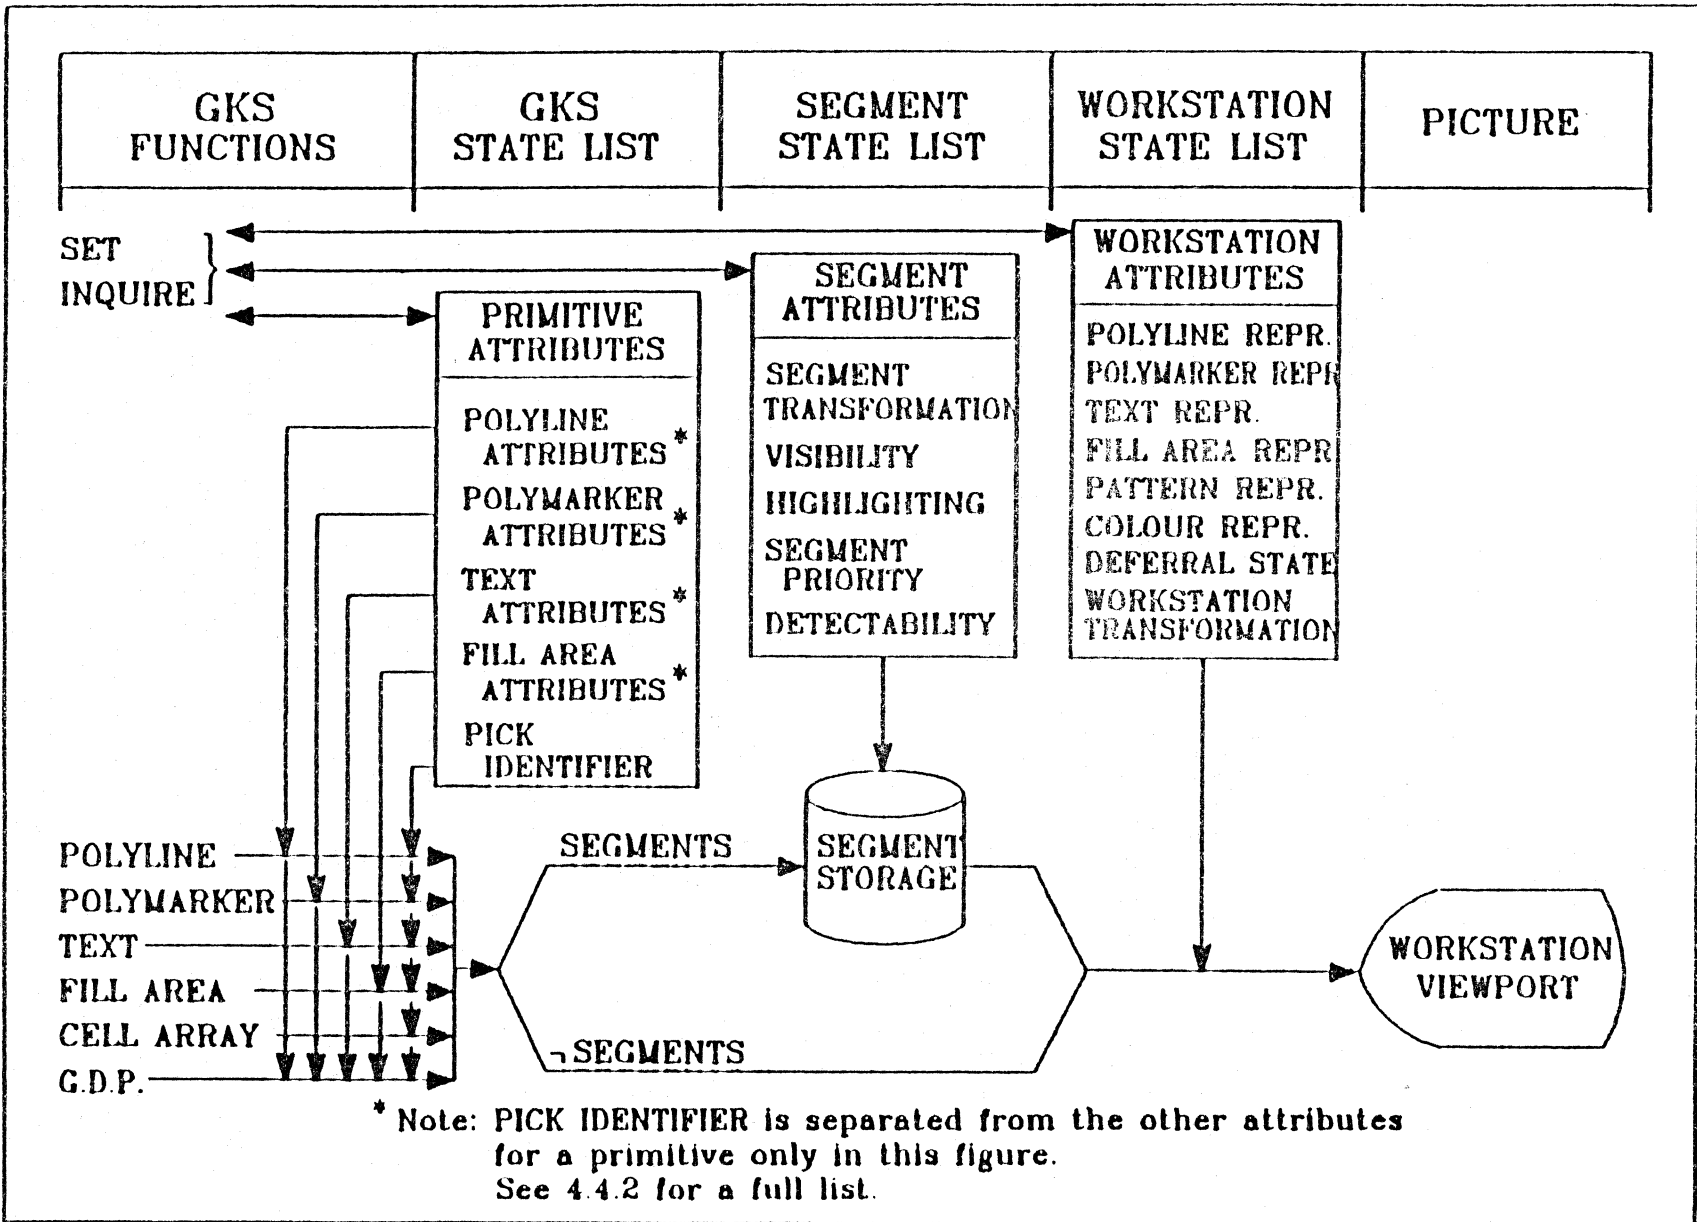 GKS
FUNCTIONS
GKS
STATE LIST
SEGMENT
STATE LIST
WORKSTATION
STATE LIST
PICTURE
SET
INQUIRE
PRIMITIVE
ATTRIBUTES
POLYLINE
ATTRIBUTES*
POLYMARKER
ATTRIBUTES*
TEXT
ATTRIBUTES*
FILL AREA
ATTRIBUTES*
PICK
IDENTIFIER
SEGMENT
ATTRIBUTES
SEGMENT
TRANSFORMATION
VISIBILITY
HIGHLIGHTING
SEGMENT
PRIORITY
DETECTABILITY
WORKSTATION
ATTRIBUTES
POLYLINE REPR.
POLYMARKER REPR
TEXT REPR.
FILL AREA REPR
PATTERN REPR.
COLOUR REPR.
DEFERRAL STATE
WORKSTATION
TRANSFORMATION
POLYLINE
POLYMARKER
TEXT
FILL AREA
CELL ARRAY
G.D.P.
SEGMENTS
SEGMENT
STORAGE
¬SEGMENTS
WORKSTATION
VIEWPORT
* Note: PICK IDENTIFIER is separated from the other attributes
for a primitive only in this figure.
See 4.4.2 for a full list.